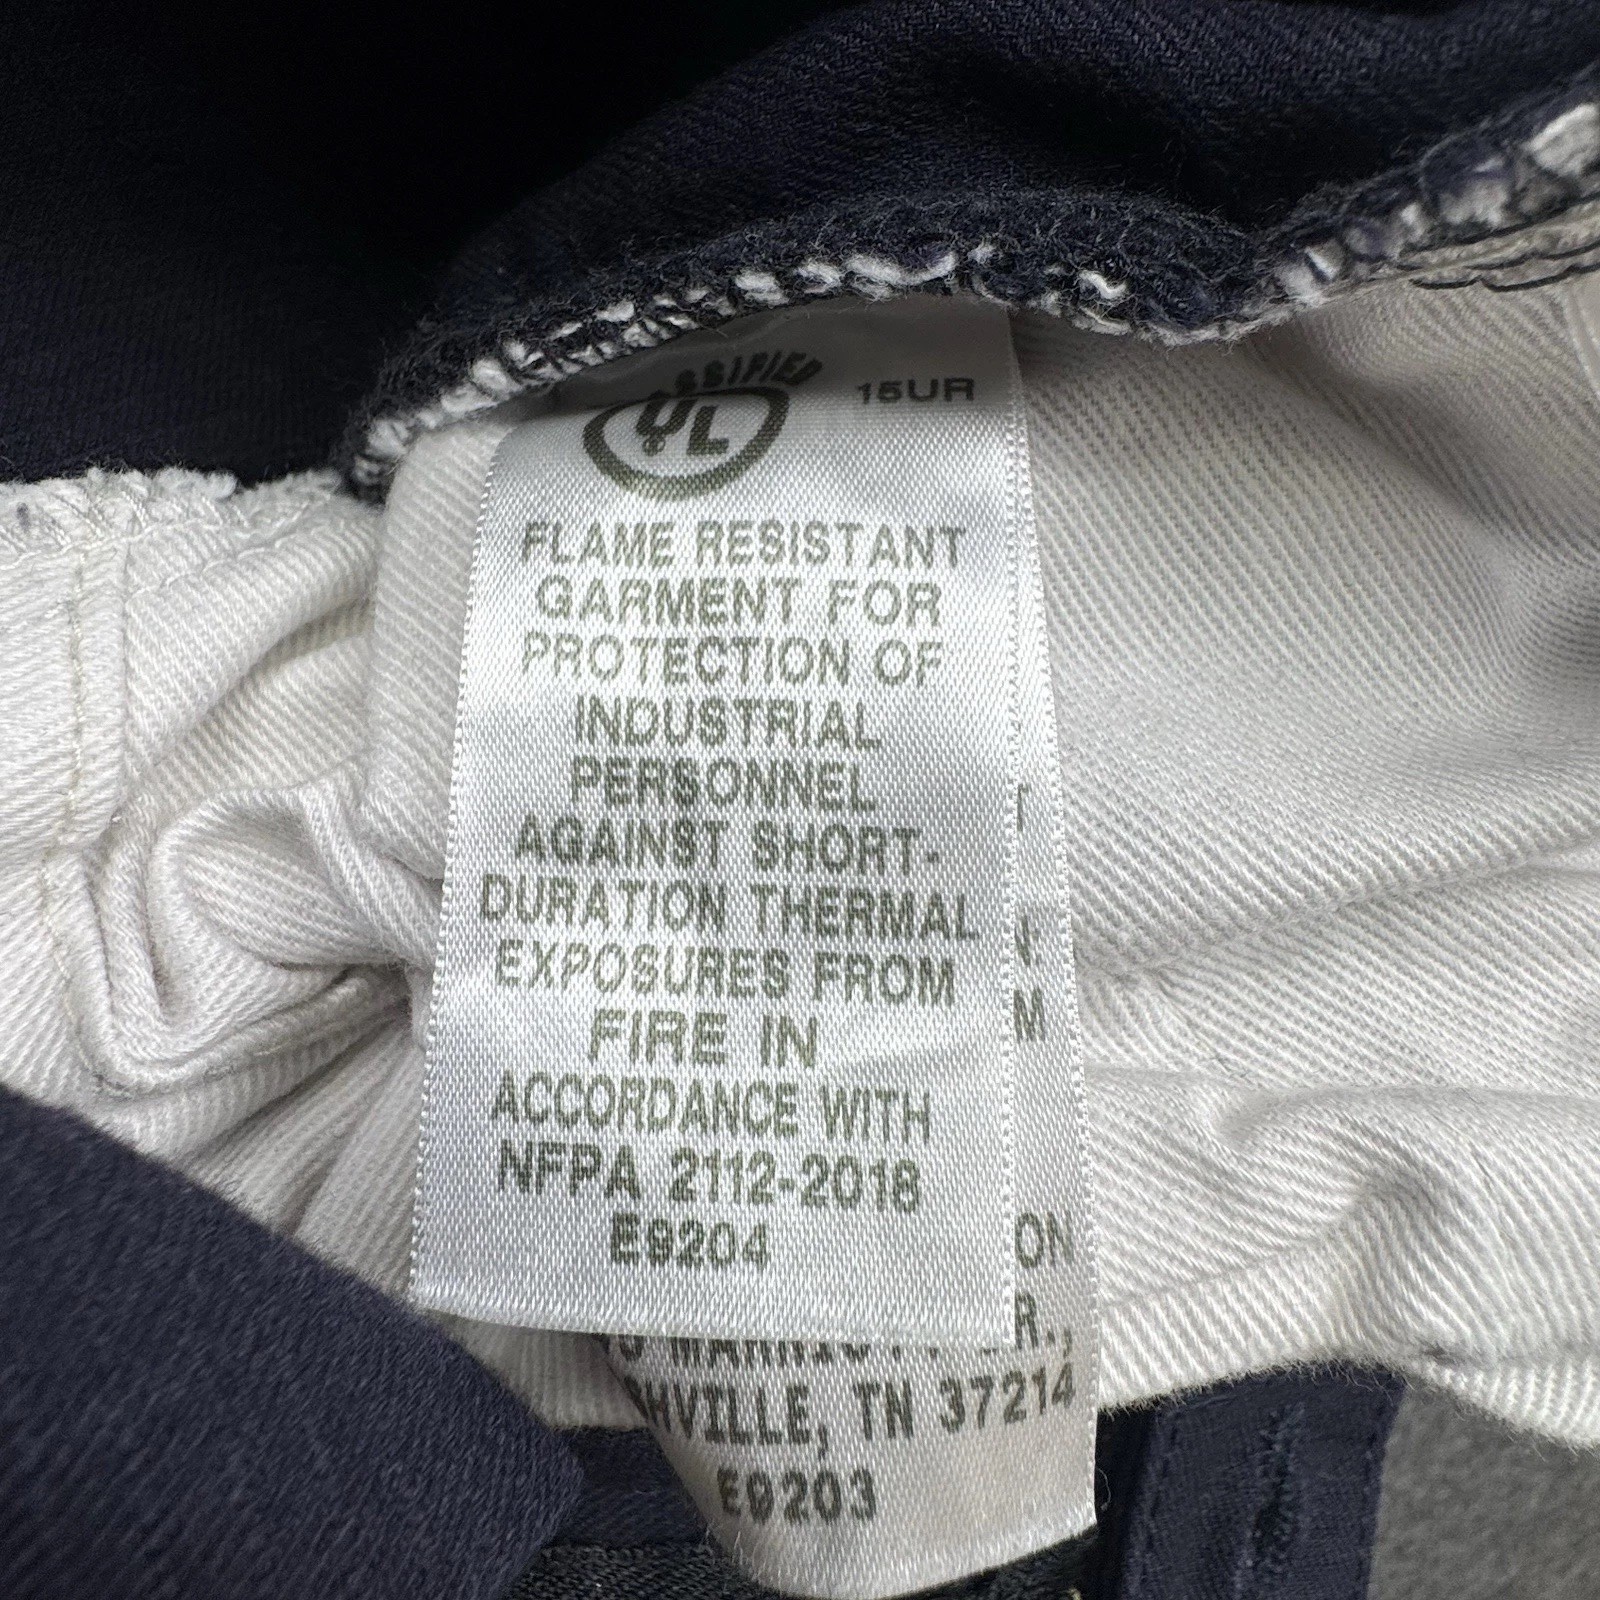 UL
15UR
FLAME RESISTANT
GARMENT FOR
PROTECTION OF
INDUSTRIAL
PERSONNEL
AGAINST SHORT-
DURATION THERMAL
EXPOSURES FROM
FIRE IN
ACCORDANCE WITH
NFPA 2112-2018
E9204
TN 37214
E9203